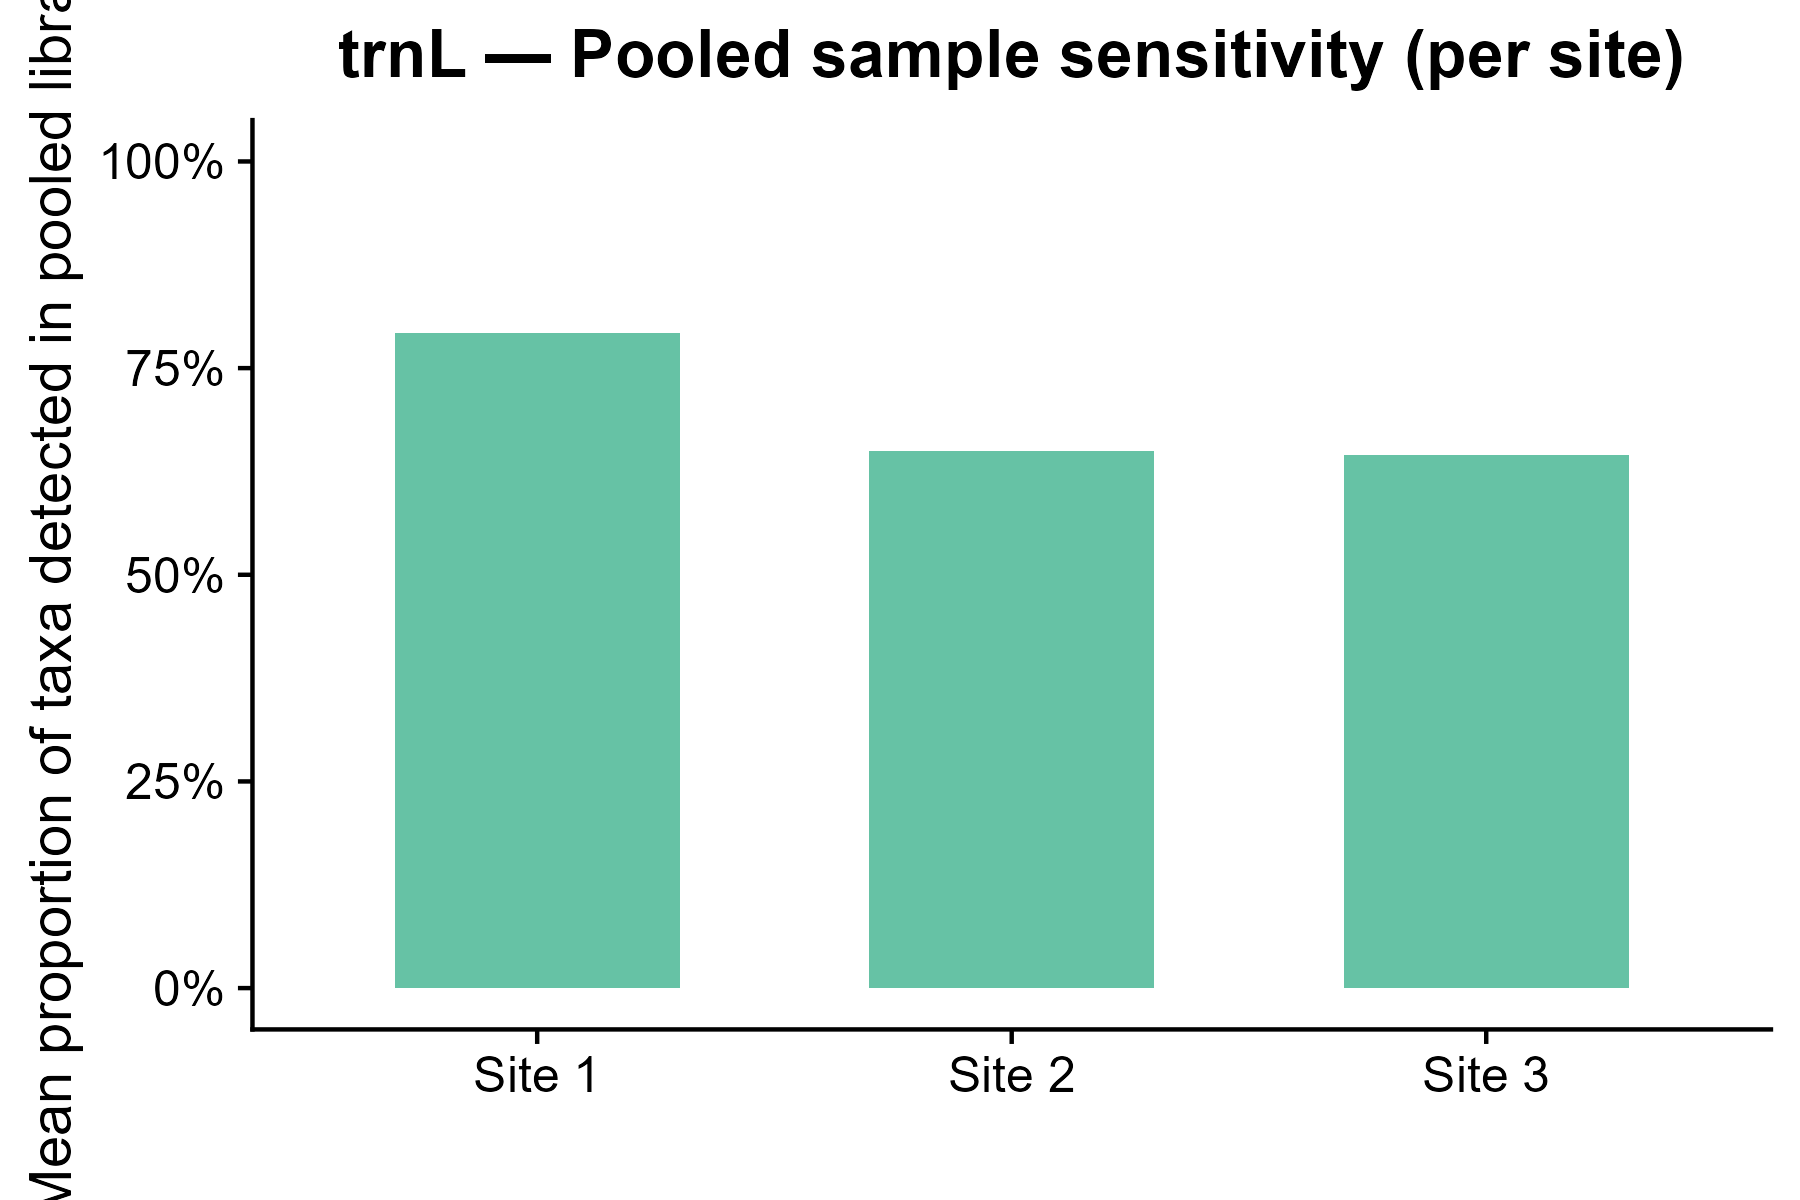 trnL — Pooled sample sensitivity (per site)
Mean proportion of taxa detected in pooled libra
100%
75%
50%
25%
0%
Site 1
Site 2
Site 3